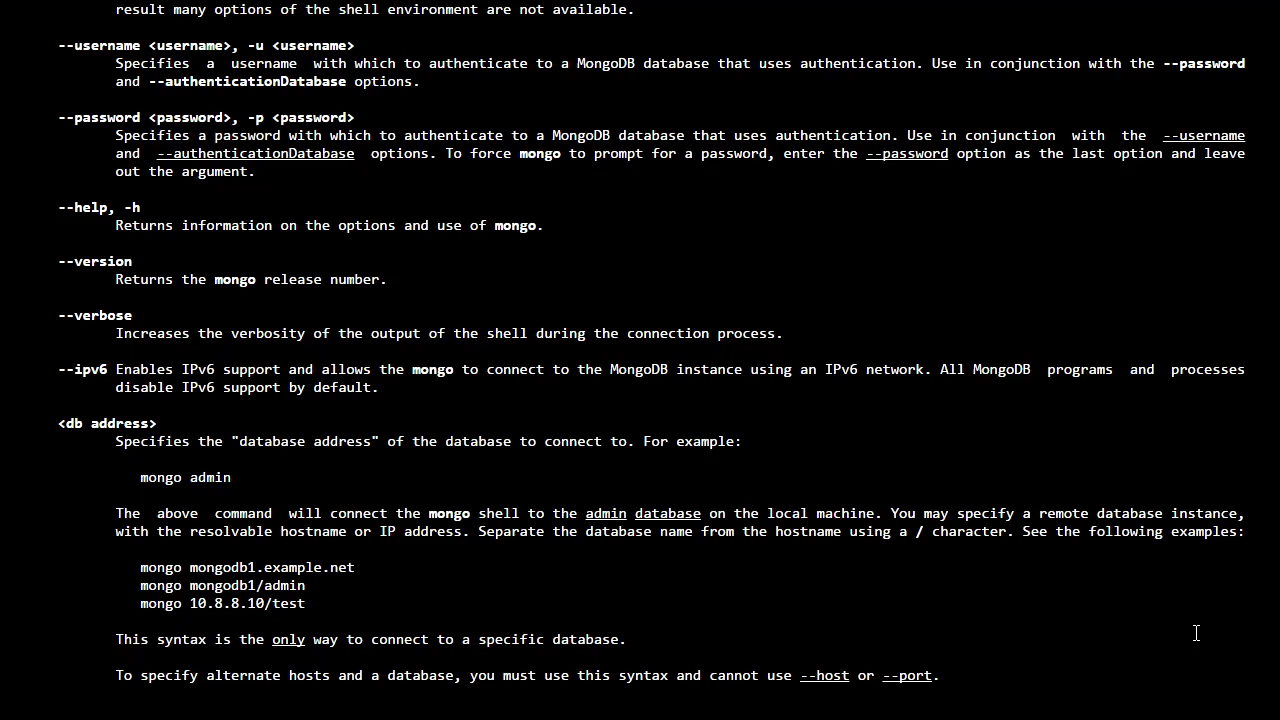 result many options of the shell environment are not available.
--username <username>, -u <username>
Specifies a username with which to authenticate to a MongoDB database that uses authentication. Use in conjunction with the --password
and --authenticationDatabase options.
--password <password>, -p <password>
Specifies a password with which to authenticate to a MongoDB database that uses authentication. Use in conjunction with the --username
and --authenticationDatabase options. To force mongo to prompt for a password, enter the --password option as the last option and leave
out the argument.
--help, -h
Returns information on the options and use of mongo.
--version
Returns the mongo release number.
--verbose
Increases the verbosity of the output of the shell during the connection process.
--ipv6 Enables IPv6 support and allows the mongo to connect to the MongoDB instance using an IPv6 network. All MongoDB programs and processes
disable IPv6 support by default.
<db address>
Specifies the "database address" of the database to connect to. For example:
mongo admin
The above command will connect the mongo shell to the admin database on the local machine. You may specify a remote database instance,
with the resolvable hostname or IP address. Separate the database name from the hostname using a / character. See the following examples:
mongo mongodb1.example.net
mongo mongodb1/admin
mongo 10.8.8.10/test
This syntax is the only way to connect to a specific database.
To specify alternate hosts and a database, you must use this syntax and cannot use --host or --port.